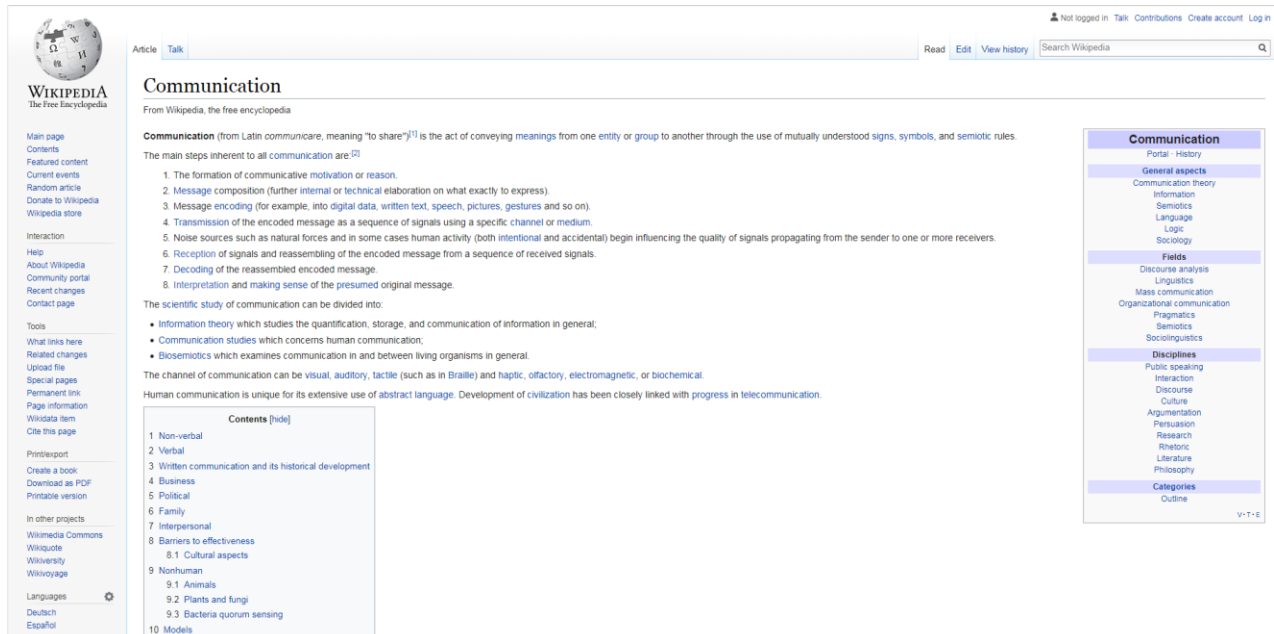 Not logged in Talk Contributions Create account Log in
WIKIPEDIA
The Free Encyclopedia
Article Talk
Read Edit View history Search Wikipedia
Main page
Contents
Featured content
Current events
Random article
Donate to Wikipedia
Wikipedia store
Interaction
Help
About Wikipedia
Community portal
Recent changes
Contact page
Tools
What links here
Related changes
Upload file
Special pages
Permanent link
Page information
Wikidata item
Cite this page
Print/export
Create a book
Download as PDF
Printable version
In other projects
Wikimedia Commons
Wikiquote
Wikiversity
Wikivoyage
Languages
Deutsch
Español
Communication
From Wikipedia, the free encyclopedia
Communication (from Latin communicare, meaning "to share")[1] is the act of conveying meanings from one entity or group to another through the use of mutually understood signs, symbols, and semiotic rules.
The main steps inherent to all communication are:[2]
1. The formation of communicative motivation or reason.
2. Message composition (further internal or technical elaboration on what exactly to express).
3. Message encoding (for example, into digital data, written text, speech, pictures, gestures and so on).
4. Transmission of the encoded message as a sequence of signals using a specific channel or medium.
5. Noise sources such as natural forces and in some cases human activity (both intentional and accidental) begin influencing the quality of signals propagating from the sender to one or more receivers.
6. Reception of signals and reassembling of the encoded message from a sequence of received signals.
7. Decoding of the reassembled encoded message.
8. Interpretation and making sense of the presumed original message.
The scientific study of communication can be divided into:
• Information theory which studies the quantification, storage, and communication of information in general;
• Communication studies which concerns human communication;
• Biosemiotics which examines communication in and between living organisms in general.
The channel of communication can be visual, auditory, tactile (such as in Braille) and haptic, olfactory, electromagnetic, or biochemical.
Human communication is unique for its extensive use of abstract language. Development of civilization has been closely linked with progress in telecommunication.
Contents [hide]
1 Non-verbal
2 Verbal
3 Written communication and its historical development
4 Business
5 Political
6 Family
7 Interpersonal
8 Barriers to effectiveness
8.1 Cultural aspects
9 Nonhuman
9.1 Animals
9.2 Plants and fungi
9.3 Bacteria quorum sensing
10 Models
Communication
Portal · History
General aspects
Communication theory
Information
Semiotics
Language
Logic
Sociology
Fields
Discourse analysis
Linguistics
Mass communication
Organizational communication
Pragmatics
Semiotics
Sociolinguistics
Disciplines
Public speaking
Interaction
Discourse
Culture
Argumentation
Persuasion
Research
Rhetoric
Literature
Philosophy
Categories
Outline
V · T · E